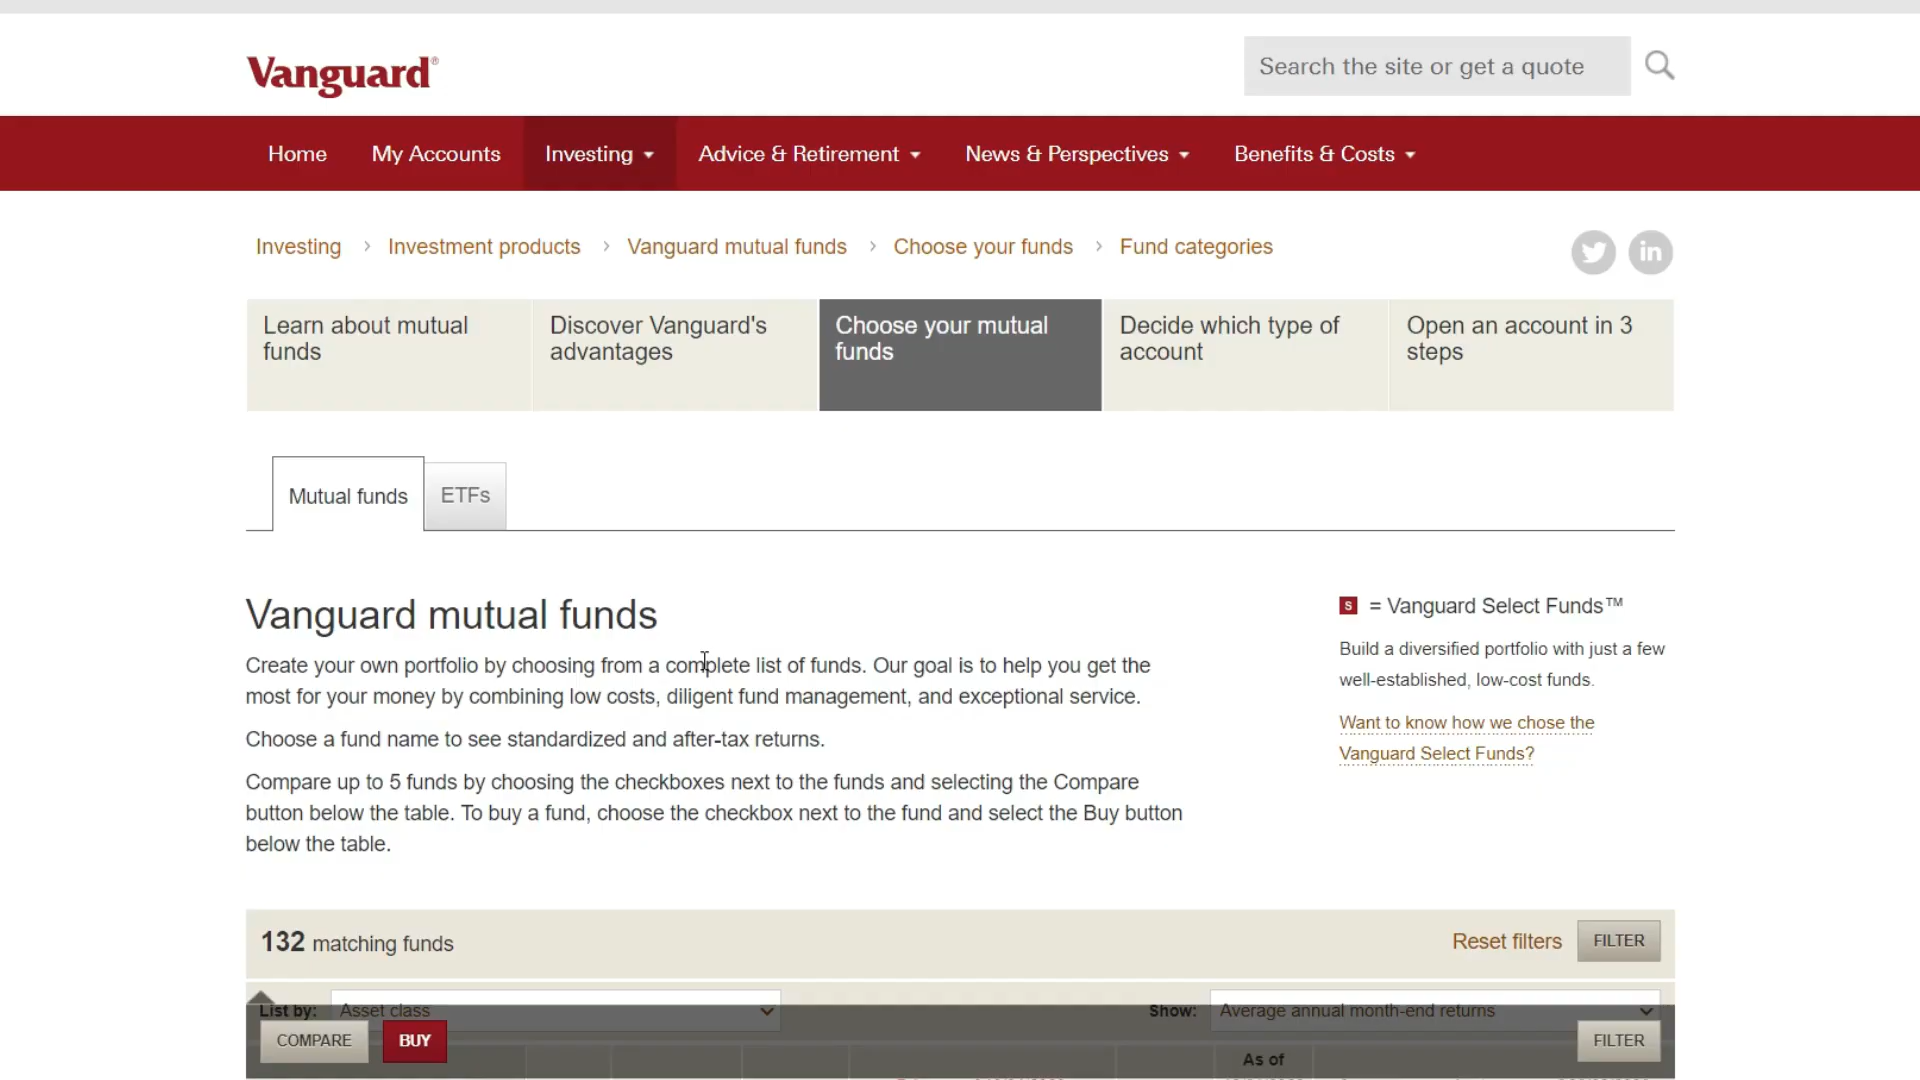 Vanguard®
Search the site or get a quote
Home My Accounts Investing Advice & Retirement News & Perspectives Benefits & Costs
Investing › Investment products › Vanguard mutual funds › Choose your funds › Fund categories
in
Learn about mutual funds
Discover Vanguard's advantages
Choose your mutual funds
Decide which type of account
Open an account in 3 steps
Mutual funds
ETFs
Vanguard mutual funds
Create your own portfolio by choosing from a complete list of funds. Our goal is to help you get the
most for your money by combining low costs, diligent fund management, and exceptional service.
Choose a fund name to see standardized and after-tax returns.
Compare up to 5 funds by choosing the checkboxes next to the funds and selecting the Compare
button below the table. To buy a fund, choose the checkbox next to the fund and select the Buy button
below the table.
S = Vanguard Select Funds™
Build a diversified portfolio with just a few
well-established, low-cost funds.
Want to know how we chose the
Vanguard Select Funds?
132 matching funds
Reset filters FILTER
List by: Asset class
Show: Average annual month-end returns
COMPARE BUY FILTER
As of